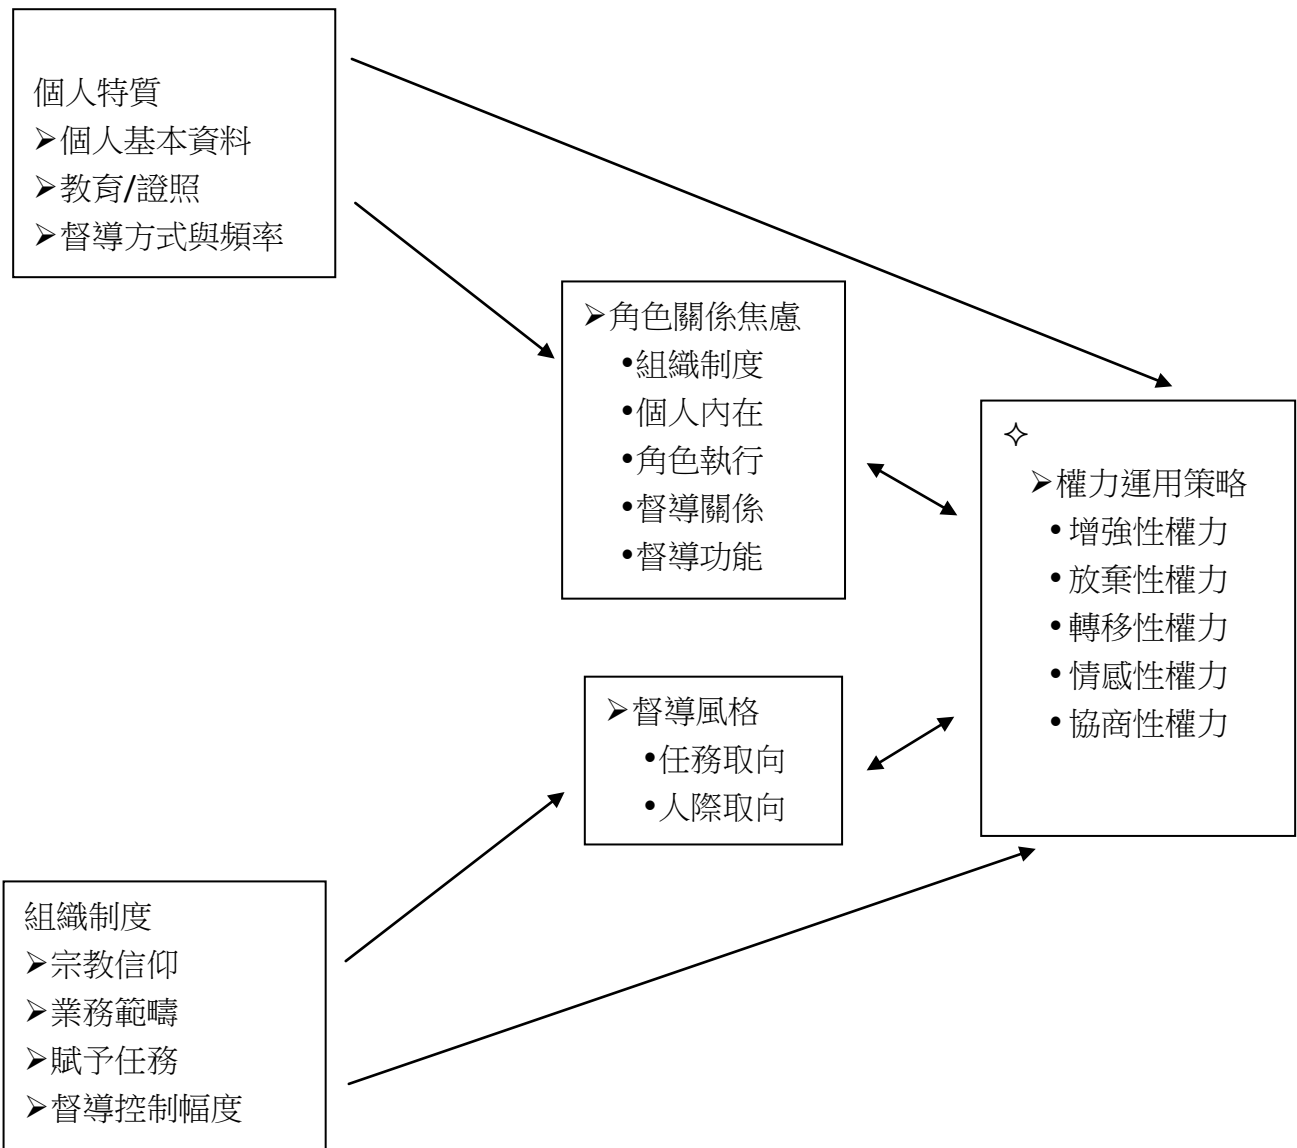 個人特質
➢個人基本資料
➢教育/證照
➢督導方式與頻率
➢角色關係焦慮
•組織制度
•個人內在
•角色執行
•督導關係
•督導功能
✧
➢權力運用策略
•增強性權力
•放棄性權力
•轉移性權力
•情感性權力
•協商性權力
➢督導風格
•任務取向
•人際取向
組織制度
➢宗教信仰
➢業務範疇
➢賦予任務
➢督導控制幅度